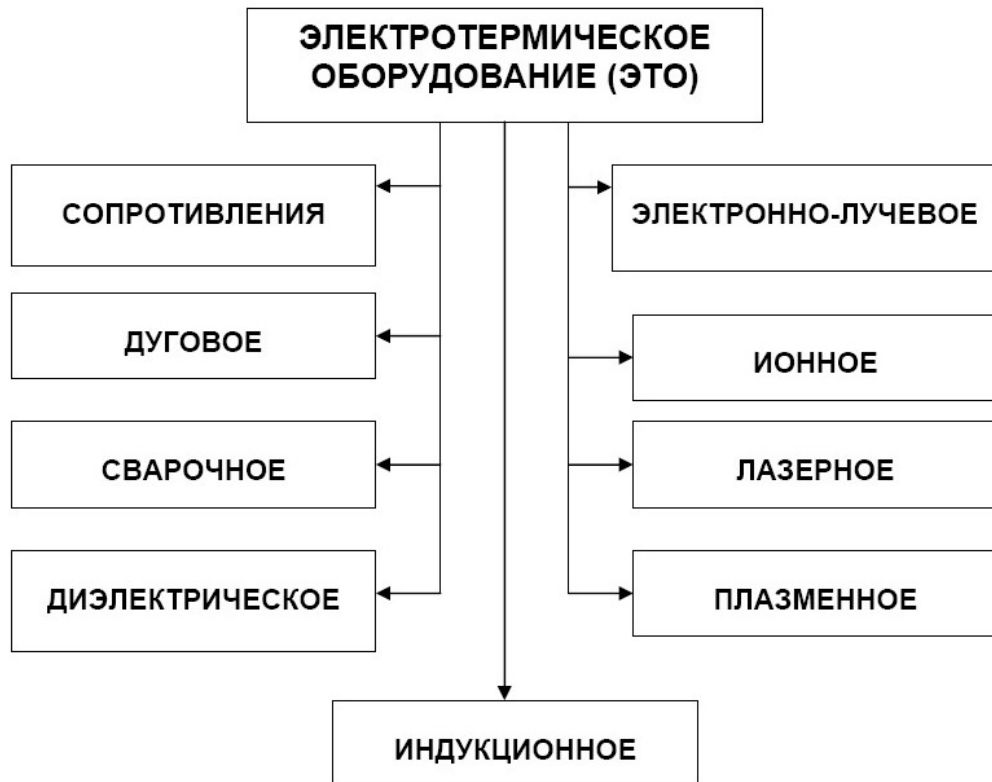 ЭЛЕКТРОТЕРМИЧЕСКОЕ
ОБОРУДОВАНИЕ (ЭТО)
СОПРОТИВЛЕНИЯ
ЭЛЕКТРОННО-ЛУЧЕВОЕ
ДУГОВОЕ
ИОННОЕ
СВАРОЧНОЕ
ЛАЗЕРНОЕ
ДИЭЛЕКТРИЧЕСКОЕ
ПЛАЗМЕННОЕ
ИНДУКЦИОННОЕ